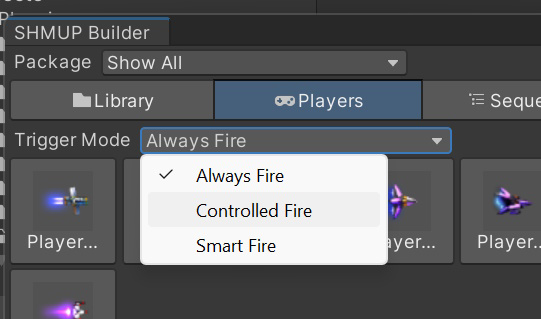 SHMUP Builder
Package Show All
Library Players Seque
Trigger Mode Always Fire
Always Fire
Controlled Fire
Smart Fire
Player... ayer... Player...